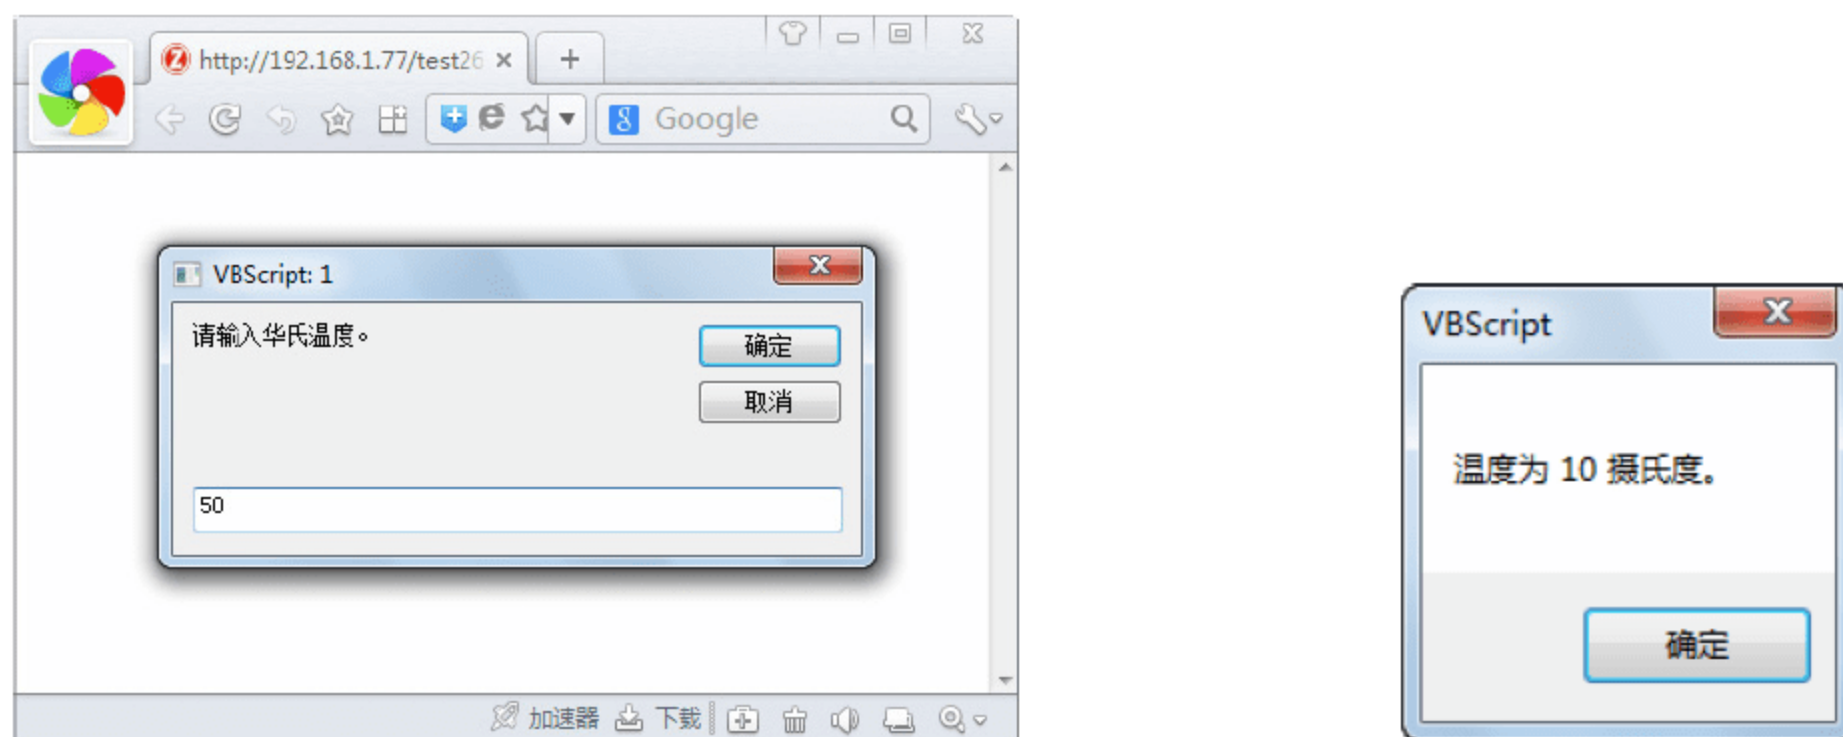 http://192.168.1.77/test26
Google
VBScript: 1
请输入华氏温度。
确定
取消
50
加速器 下载
VBScript
温度为 10 摄氏度。
确定